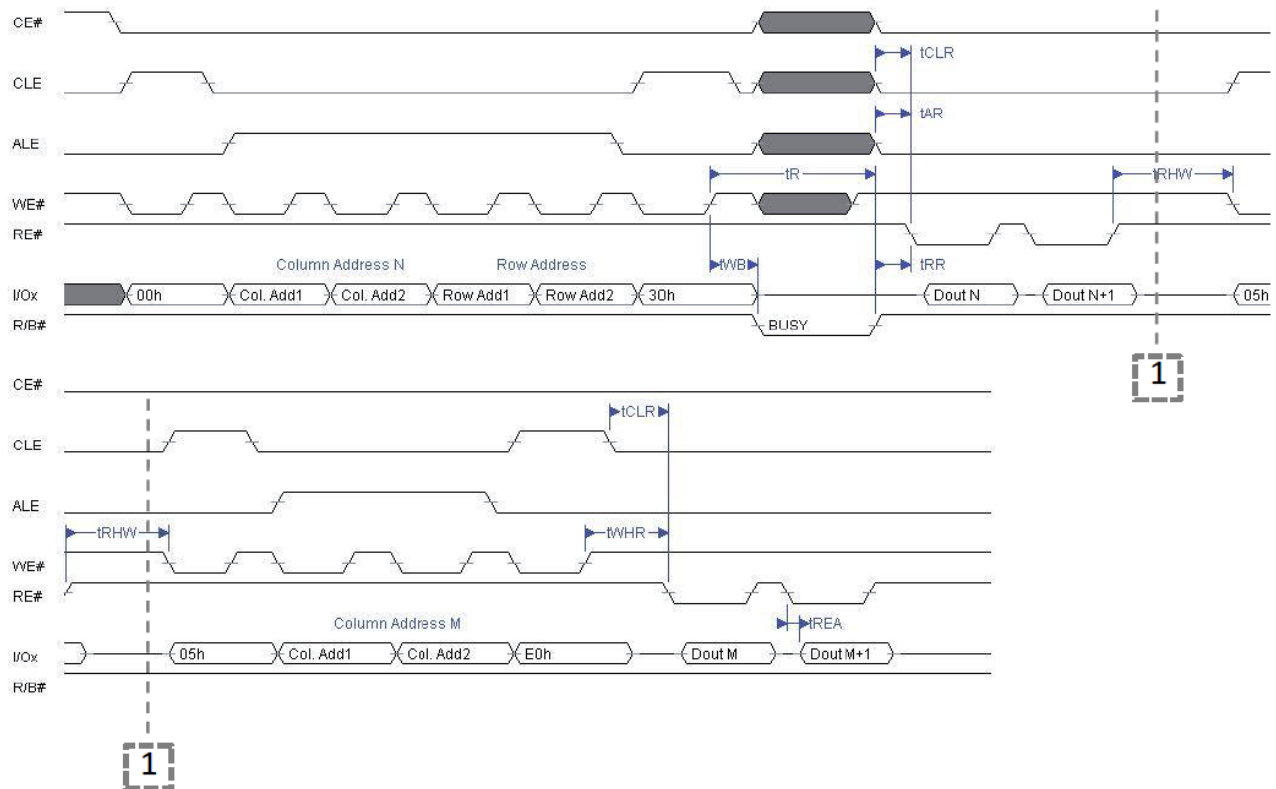 CE#
tCLR
CLE
tAR
ALE
tR
tRHW
WE#
RE#
Column Address N Row Address tWB tRR
I/Ox 00h Col. Add1 Col. Add2 Row Add1 Row Add2 30h Dout N Dout N+1 05h
R/B# BUSY
1
CE#
tCLR
CLE
ALE
tRHW tWHR
WE#
RE#
Column Address M tREA
I/Ox 05h Col. Add1 Col. Add2 E0h Dout M Dout M+1
R/B#
1